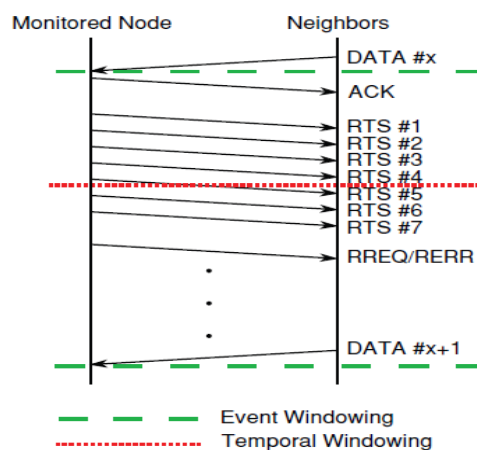 Monitored Node
Neighbors
DATA #x
ACK
RTS #1
RTS #2
RTS #3
RTS #4
RTS #5
RTS #6
RTS #7
RREQ/RERR
DATA #x+1
Event Windowing
Temporal Windowing